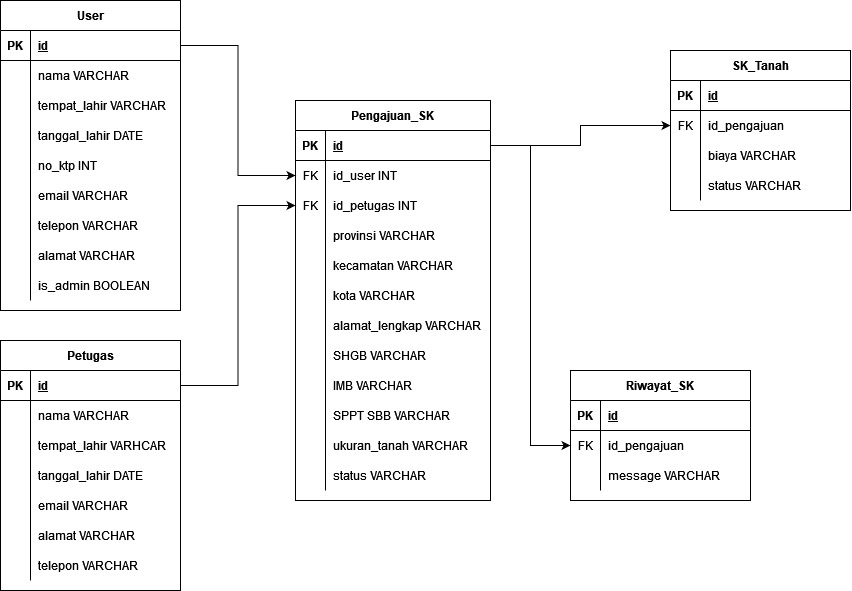 User
PK id
nama VARCHAR
tempat_lahir VARCHAR
tanggal_lahir DATE
no_ktp INT
email VARCHAR
telepon VARCHAR
alamat VARCHAR
is_admin BOOLEAN
Petugas
PK id
nama VARCHAR
tempat_lahir VARHCAR
tanggal_lahir DATE
email VARCHAR
alamat VARCHAR
telepon VARCHAR
Pengajuan_SK
PK id
FK id_user INT
FK id_petugas INT
provinsi VARCHAR
kecamatan VARCHAR
kota VARCHAR
alamat_lengkap VARCHAR
SHGB VARCHAR
IMB VARCHAR
SPPT SBB VARCHAR
ukuran_tanah VARCHAR
status VARCHAR
SK_Tanah
PK id
FK id_pengajuan
biaya VARCHAR
status VARCHAR
Riwayat_SK
PK id
FK id_pengajuan
message VARCHAR